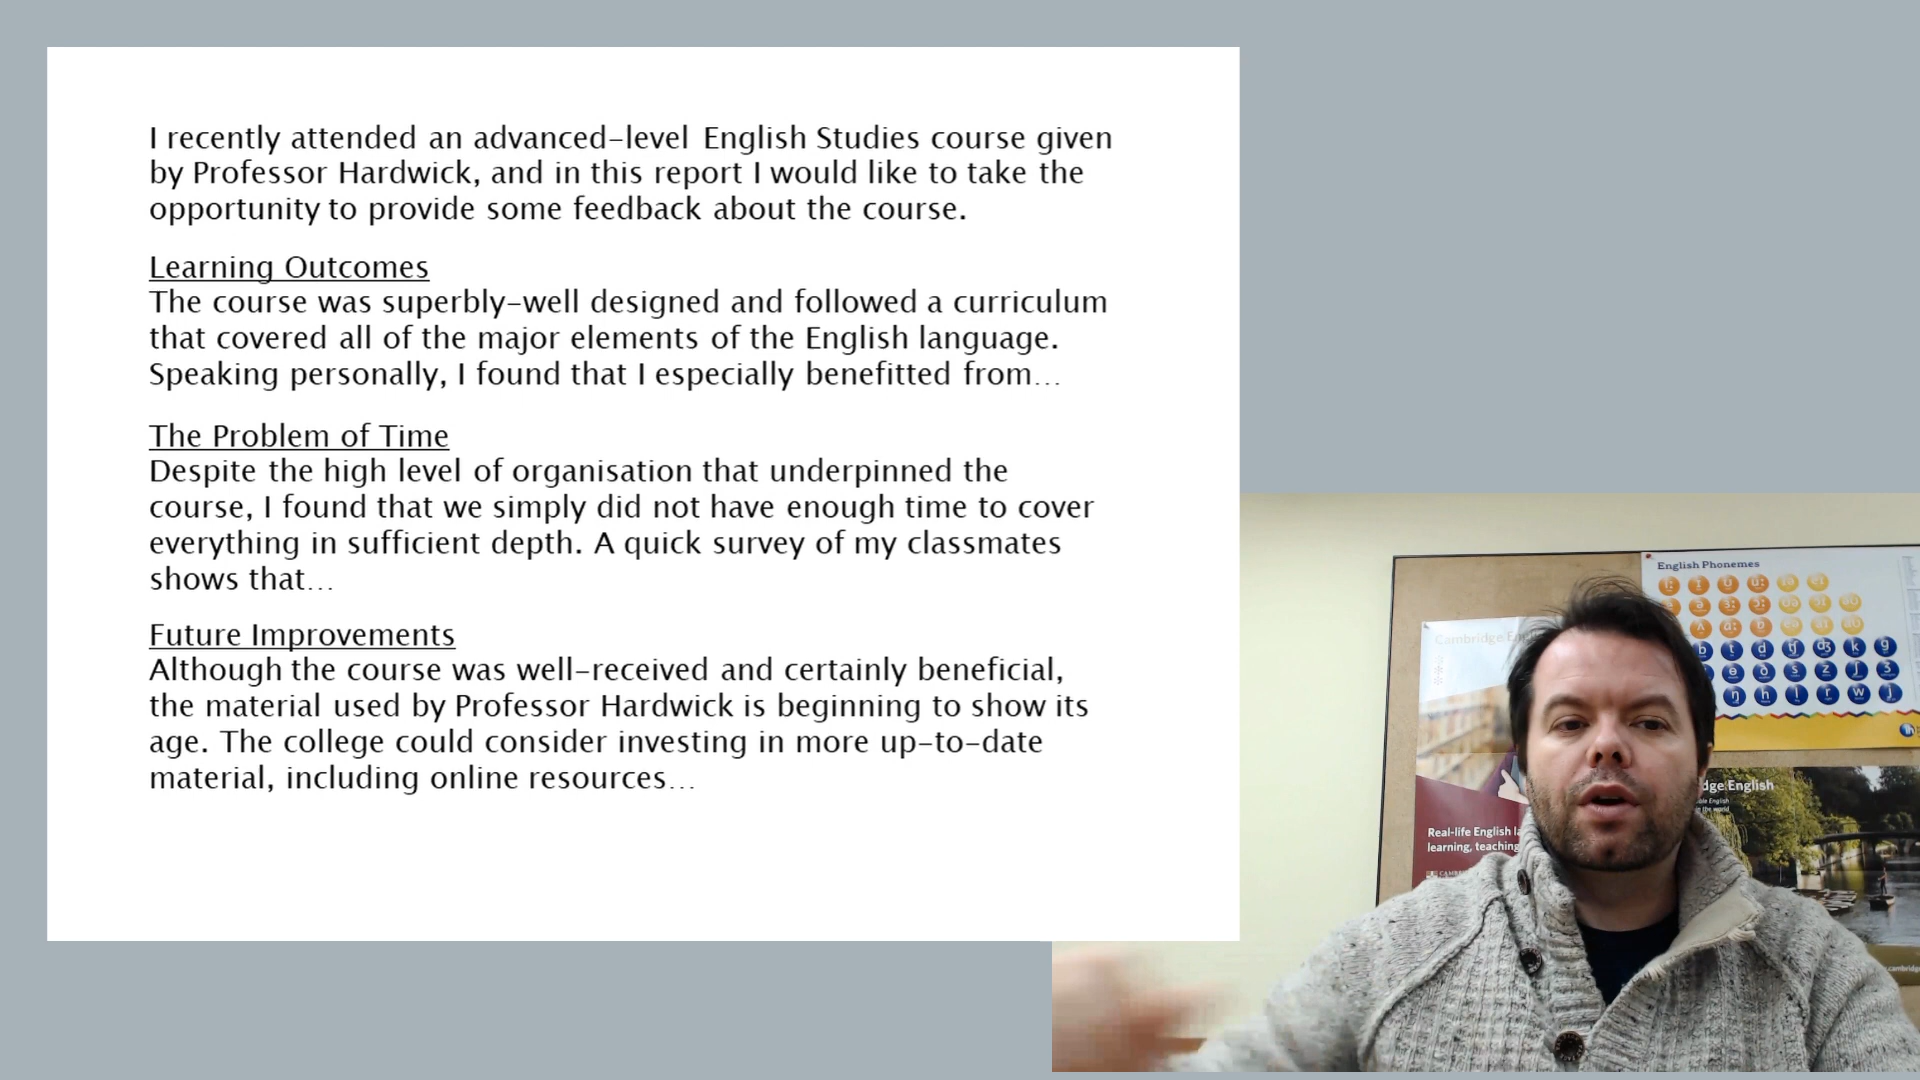 I recently attended an advanced-level English Studies course given
by Professor Hardwick, and in this report I would like to take the
opportunity to provide some feedback about the course.
Learning Outcomes
The course was superbly-well designed and followed a curriculum
that covered all of the major elements of the English language.
Speaking personally, I found that I especially benefitted from...
The Problem of Time
Despite the high level of organisation that underpinned the
course, I found that we simply did not have enough time to cover
everything in sufficient depth. A quick survey of my classmates
shows that...
Future Improvements
Although the course was well-received and certainly beneficial,
the material used by Professor Hardwick is beginning to show its
age. The college could consider investing in more up-to-date
material, including online resources...
English Phonemes
ʌ ɑː ɒ
b t d tʃ dʒ k g
θ ð s z ʃ ʒ
ŋ h l r w j
Cambridge
Real-life English
learning, teaching
English
in the world